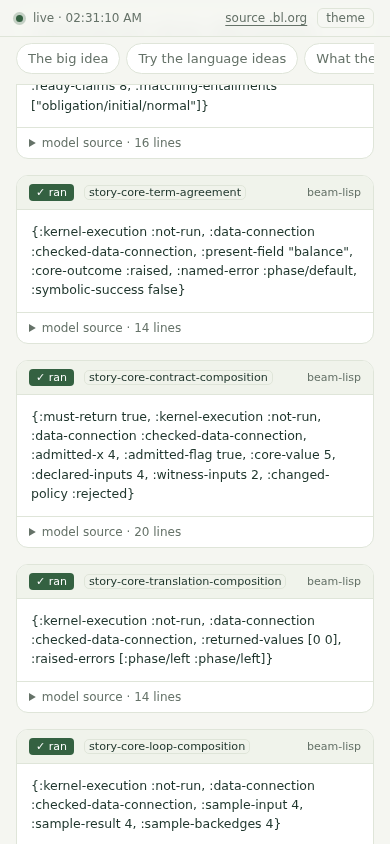 live · 02:31:10 AM source .bl.org theme
The big idea Try the language ideas What the
:ready-claims 8, :matching-entailments
["obligation/initial/normal"]}
▶ model source · 16 lines
✓ ran story-core-term-agreement beam-lisp
{:kernel-execution :not-run, :data-connection
:checked-data-connection, :present-field "balance",
:core-outcome :raised, :named-error :phase/default,
:symbolic-success false}
▶ model source · 14 lines
✓ ran story-core-contract-composition beam-lisp
{:must-return true, :kernel-execution :not-run,
:data-connection :checked-data-connection,
:admitted-x 4, :admitted-flag true, :core-value 5,
:declared-inputs 4, :witness-inputs 2, :changed-
policy :rejected}
▶ model source · 20 lines
✓ ran story-core-translation-composition beam-lisp
{:kernel-execution :not-run, :data-connection
:checked-data-connection, :returned-values [0 0],
:raised-errors [:phase/left :phase/left]}
▶ model source · 14 lines
✓ ran story-core-loop-composition beam-lisp
{:kernel-execution :not-run, :data-connection
:checked-data-connection, :sample-input 4,
:sample-result 4, :sample-backedges 4}